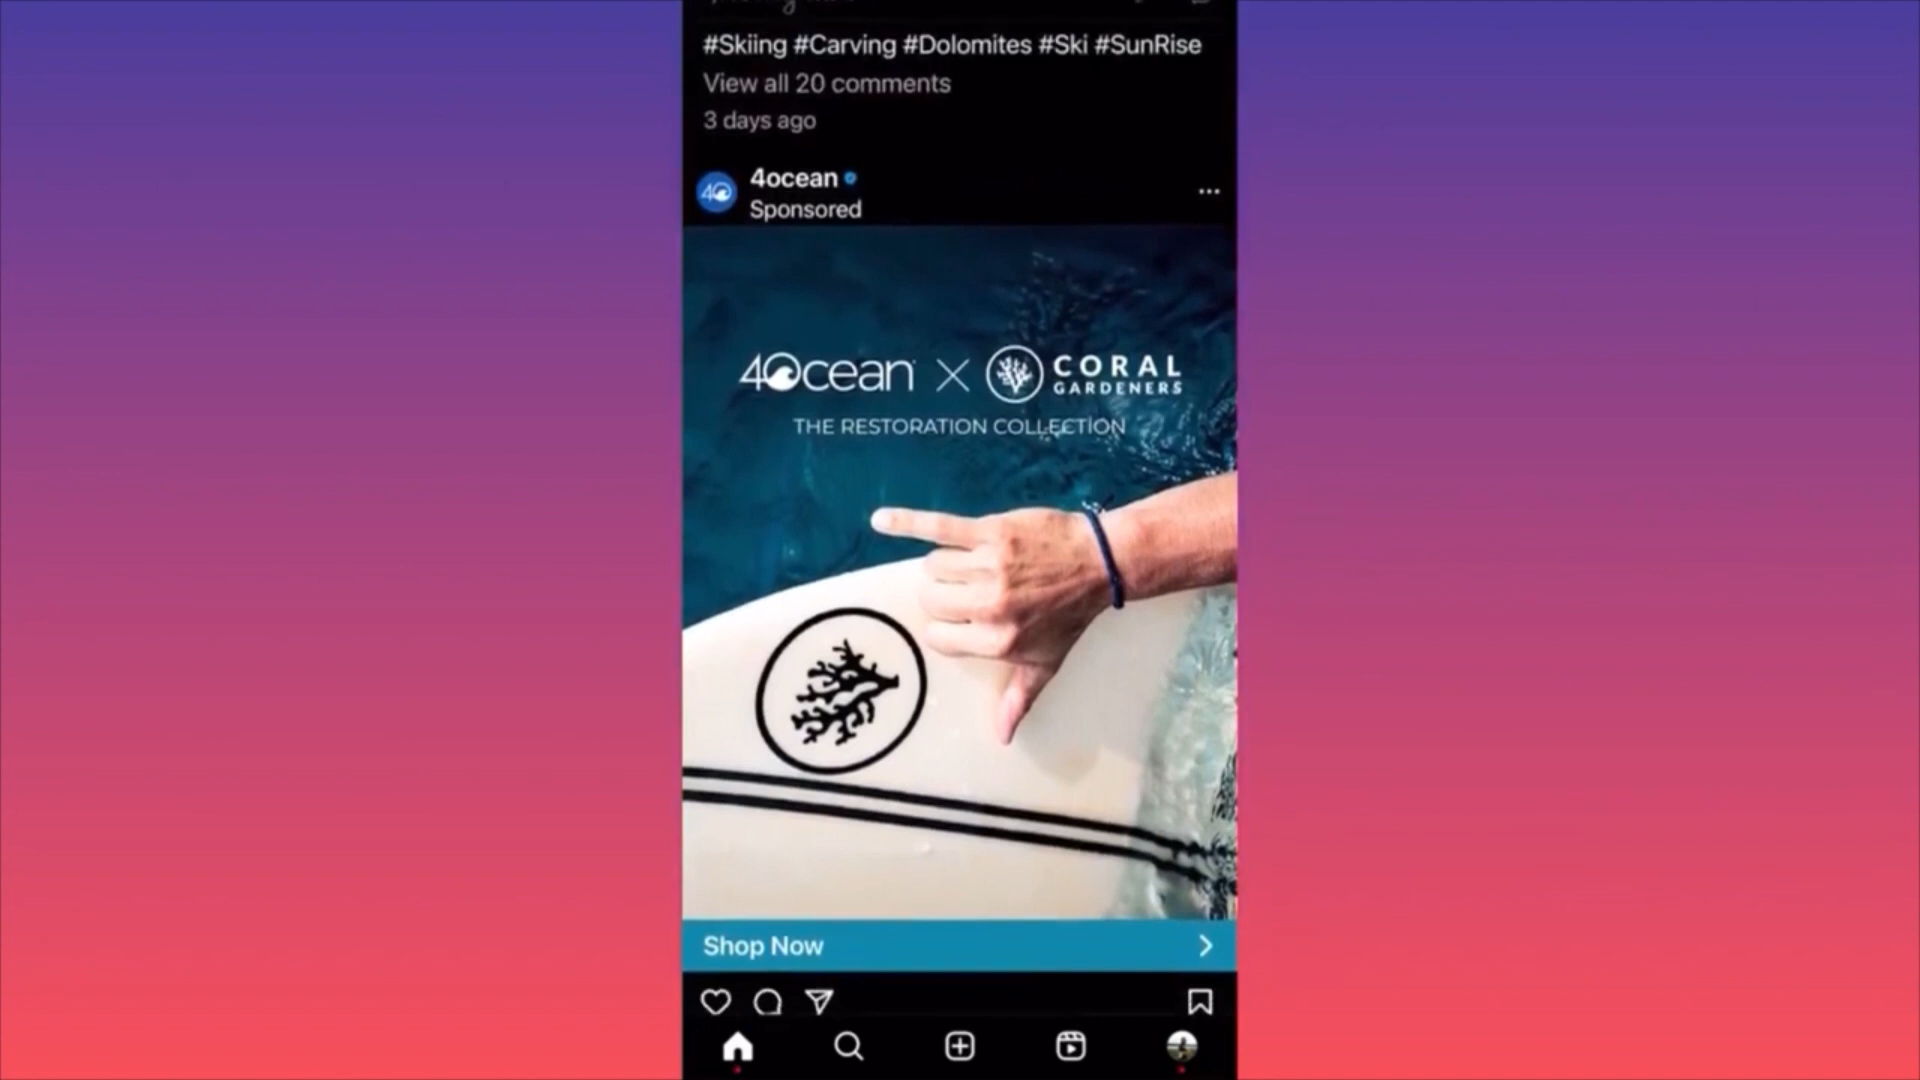 #Skiing #Carving #Dolomites #Ski #SunRise
View all 20 comments
3 days ago
4ocean
Sponsored
4ocean × CORAL GARDENERS
THE RESTORATION COLLECTION
Shop Now